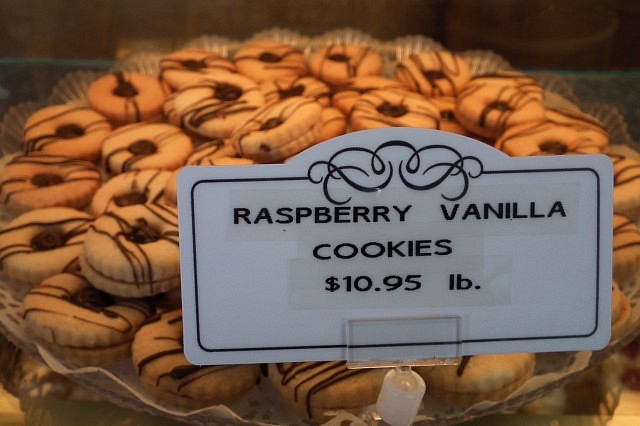 RASPBERRY VANILLA
COOKIES
$10.95 lb.